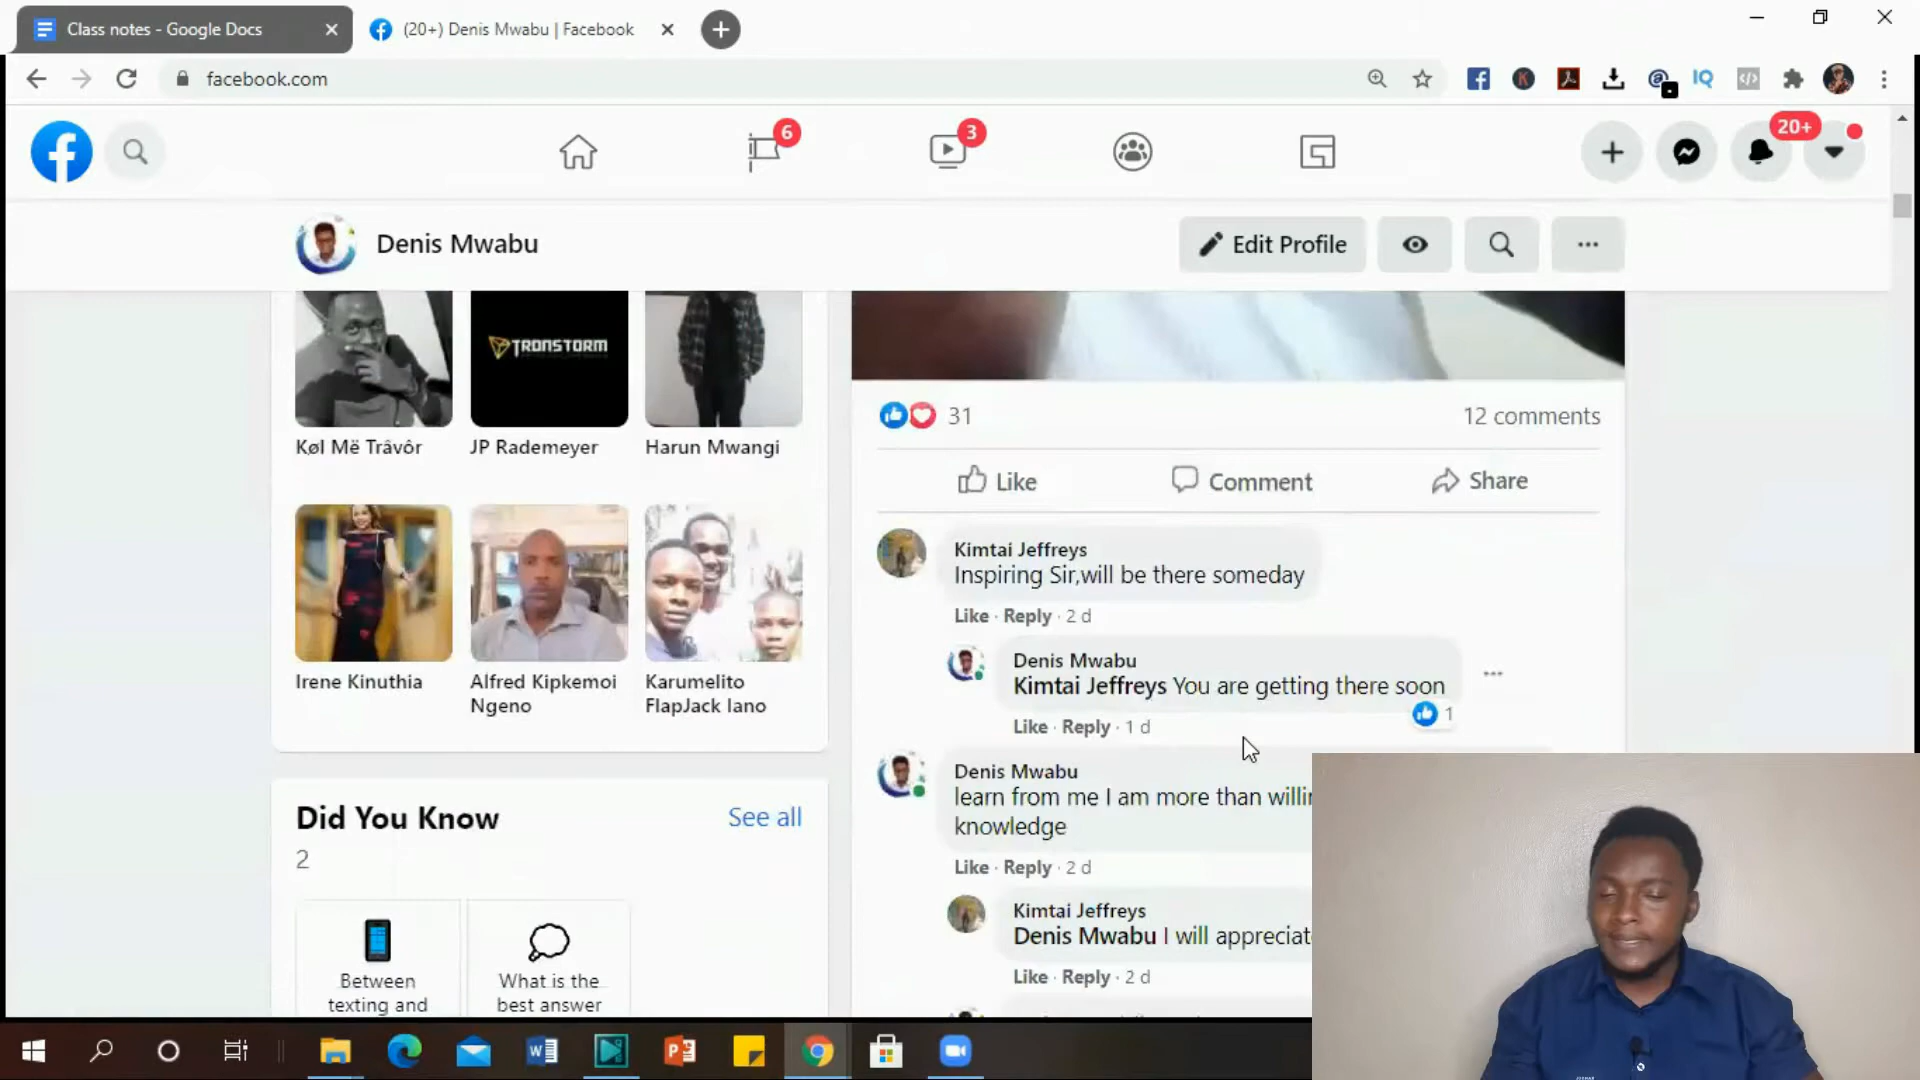 Class notes - Google Docs
(20+) Denis Mwabu | Facebook
facebook.com
6
3
20+
Denis Mwabu
Edit Profile
TRONSTORM
Køl Më Trâvôr
JP Rademeyer
Harun Mwangi
Irene Kinuthia
Alfred Kipkemoi
Ngeno
Karumelito
FlapJack Iano
Did You Know
See all
2
Between
texting and
What is the
best answer
31
12 comments
Like
Comment
Share
Kimtai Jeffreys
Inspiring Sir,will be there someday
Like · Reply · 2 d
Denis Mwabu
Kimtai Jeffreys You are getting there soon
1
Like · Reply · 1 d
Denis Mwabu
learn from me I am more than
knowledge
Like · Reply · 2 d
Kimtai Jeffreys
Denis Mwabu I will
Like · Reply · 2 d